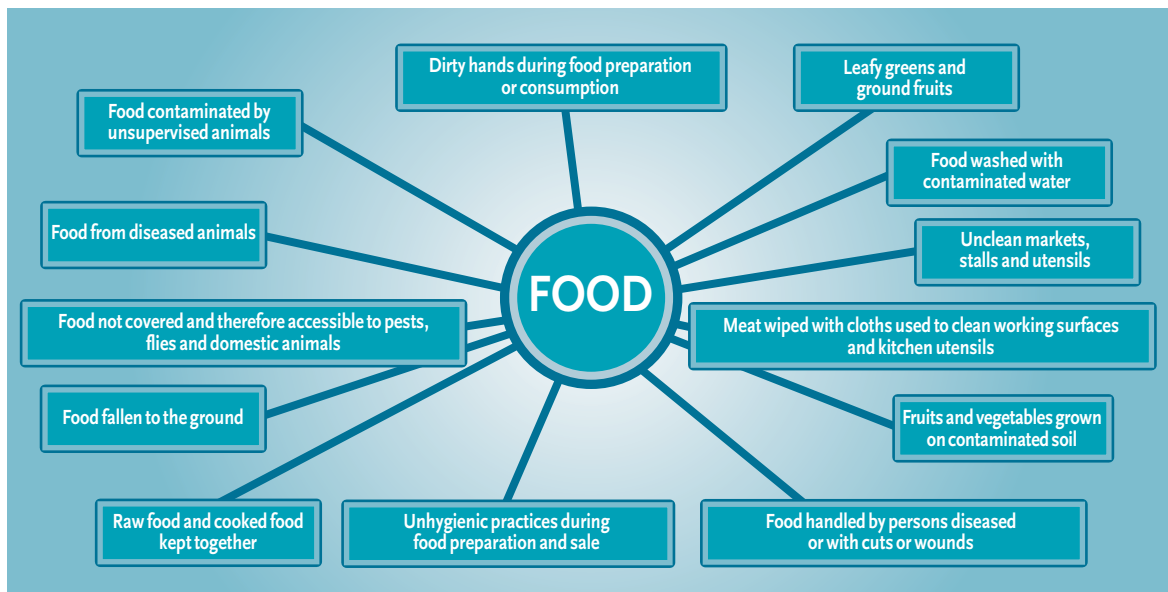 Dirty hands during food preparation
or consumption
Leafy greens and
ground fruits
Food contaminated by
unsupervised animals
Food washed with
contaminated water
Food from diseased animals
Unclean markets,
stalls and utensils
FOOD
Food not covered and therefore accessible to pests,
flies and domestic animals
Meat wiped with cloths used to clean working surfaces
and kitchen utensils
Food fallen to the ground
Fruits and vegetables grown
on contaminated soil
Raw food and cooked food
kept together
Unhygienic practices during
food preparation and sale
Food handled by persons diseased
or with cuts or wounds